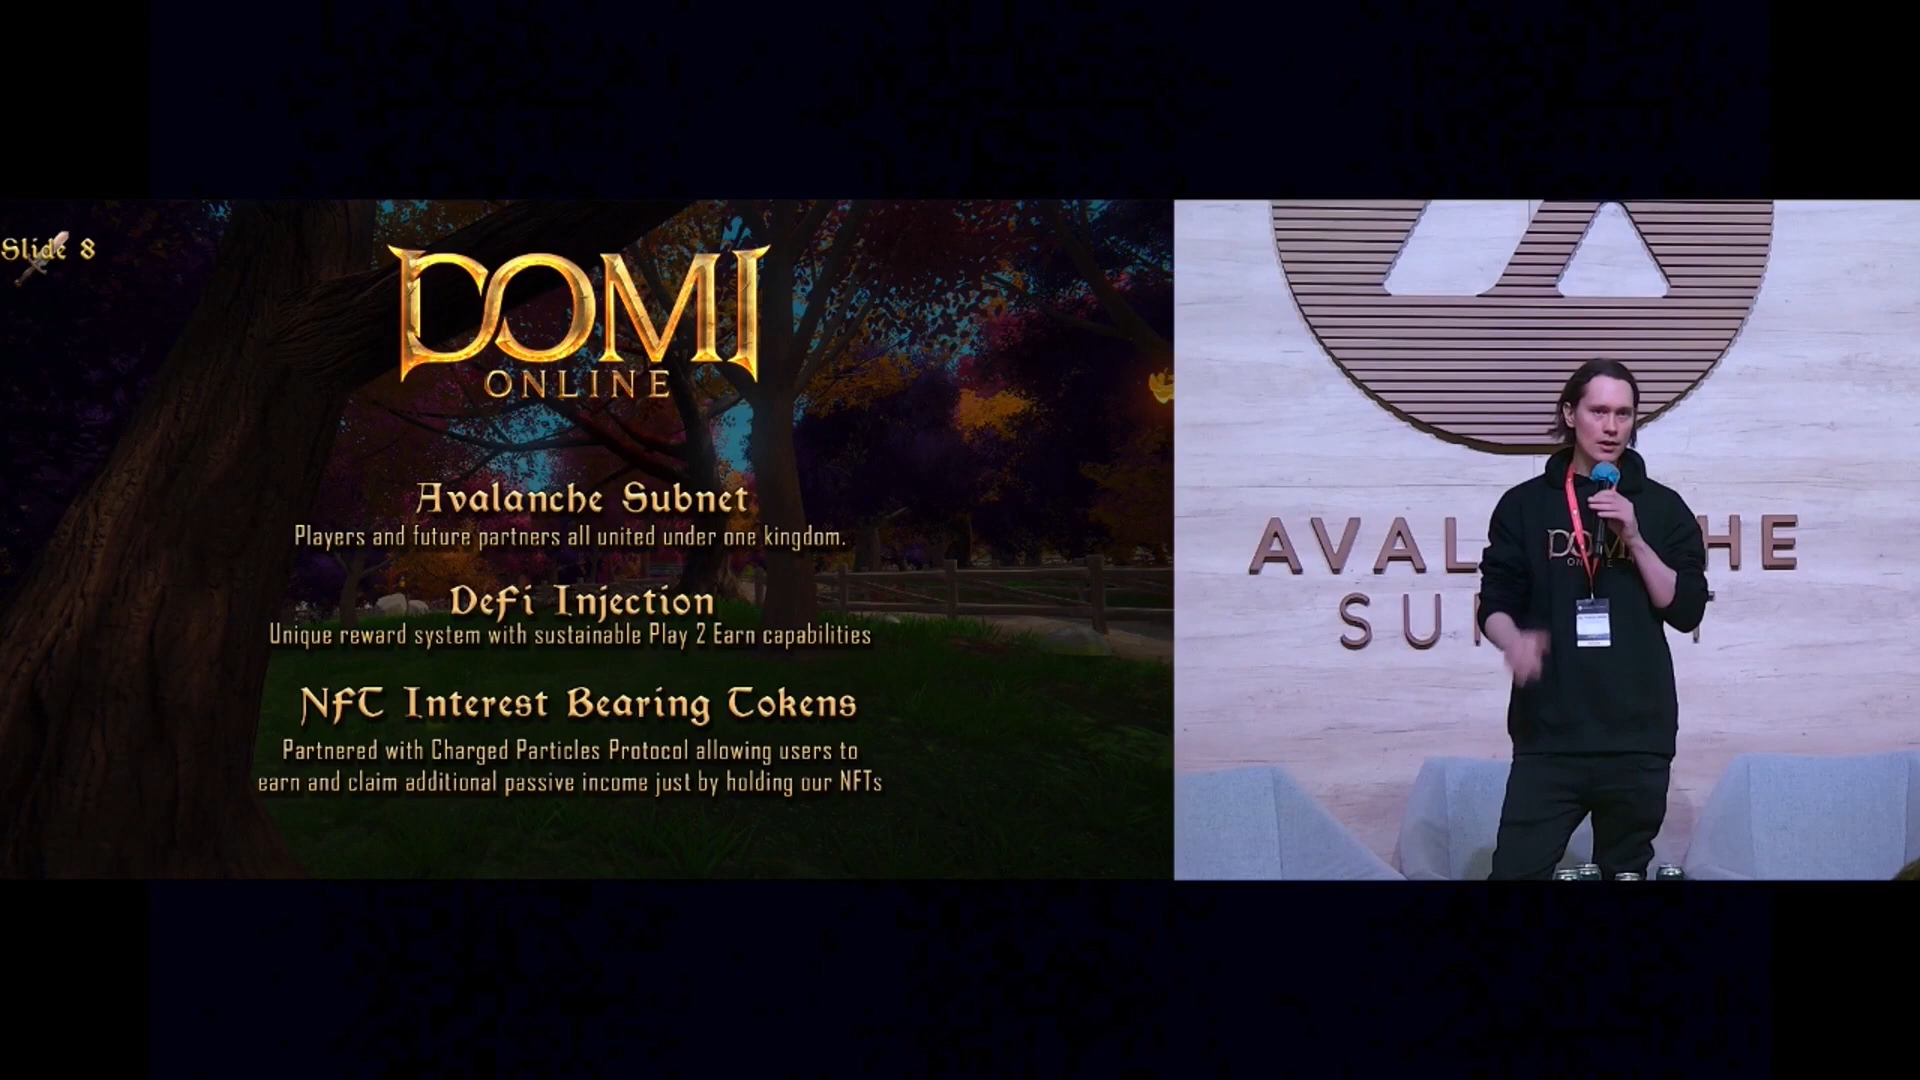 Slide 8
DOMI
ONLINE
Avalanche Subnet
Players and future partners all united under one kingdom.
DeFi Injection
Unique reward system with sustainable Play 2 Earn capabilities
NFT Interest Bearing Tokens
Partnered with Charged Particles Protocol allowing users to
earn and claim additional passive income just by holding our NFTs
AVAL HE
SU T
DOMI